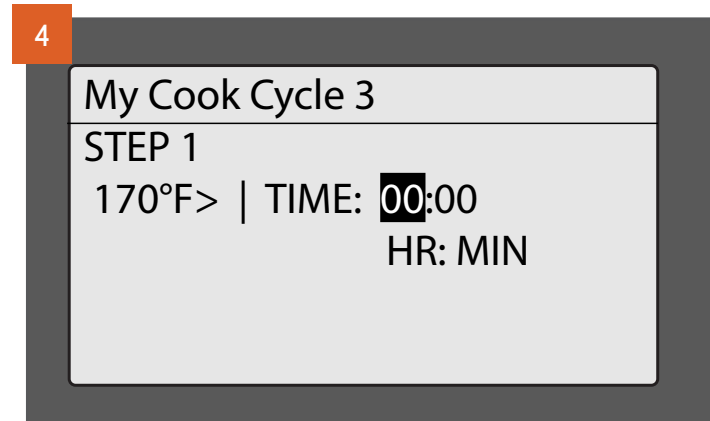 4
My Cook Cycle 3
STEP 1
170°F> | TIME: 00:00
HR: MIN